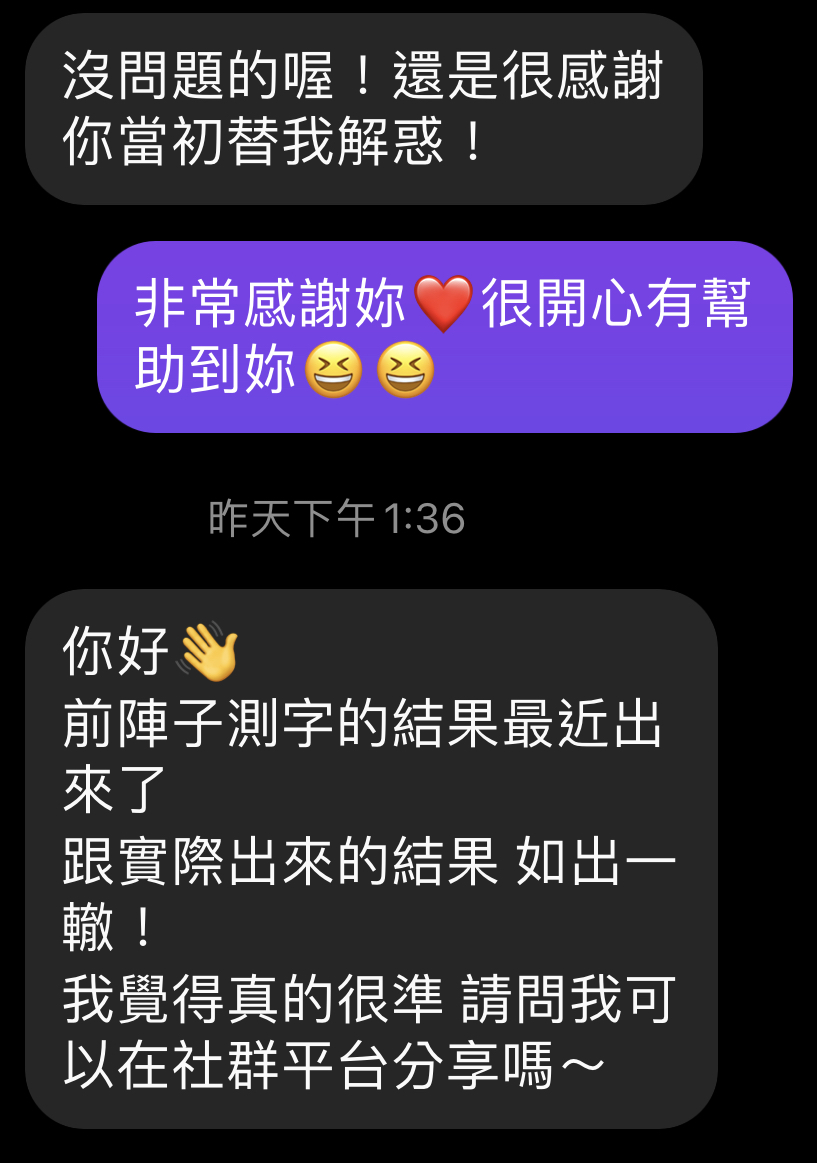 沒問題的喔！還是很感謝
你當初替我解惑！
非常感謝妳❤️很開心有幫
助到妳😆😆
昨天下午1:36
你好👋
前陣子測字的結果最近出
來了
跟實際出來的結果 如出一
轍！
我覺得真的很準 請問我可
以在社群平台分享嗎～